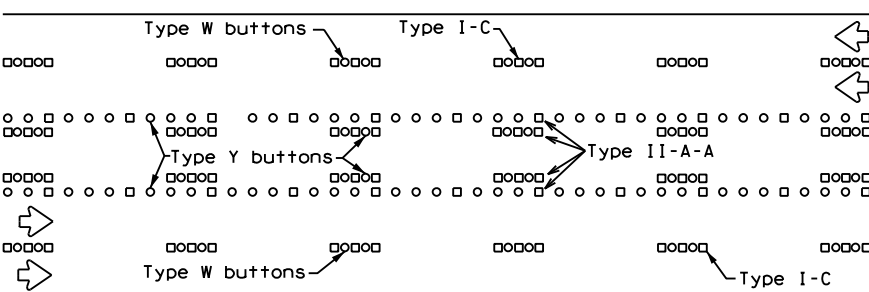 Type W buttons
Type I-C
Type Y buttons
Type II-A-A
Type W buttons
Type I-C